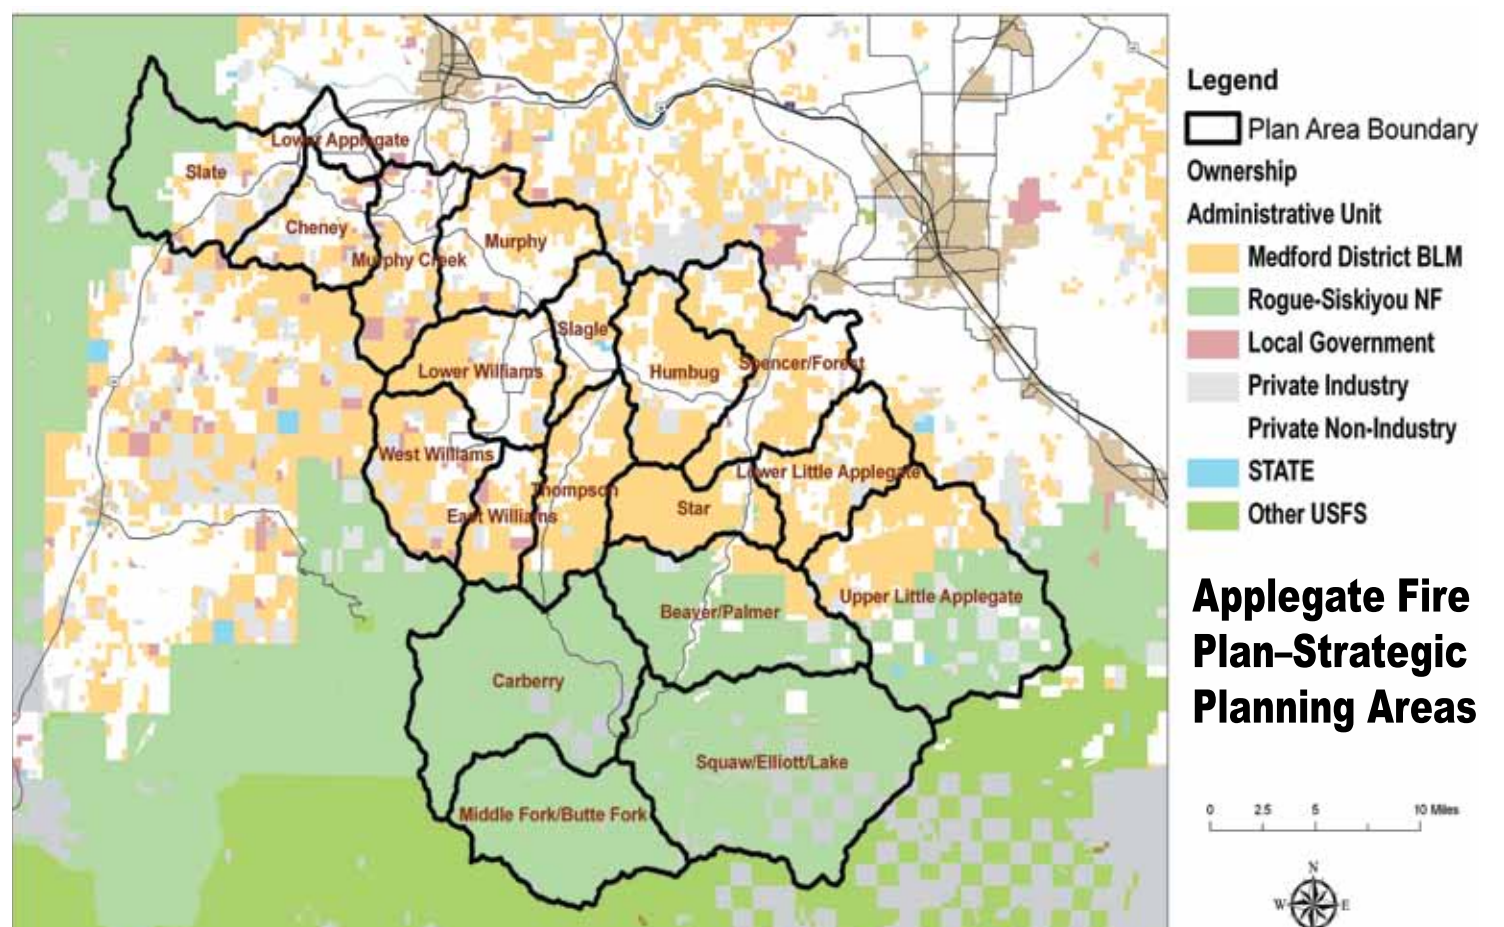 Lower Applegate
Slate
Cheney
Murphy
Murphy Creek
Slagle
Lower Williams
Humbug
Spencer/Forest
West Williams
Lower Little Applegate
Thompson
East Williams
Star
Upper Little Applegate
Beaver/Palmer
Carberry
Squaw/Elliott/Lake
Middle Fork/Butte Fork
Legend
Plan Area Boundary
Ownership
Administrative Unit
Medford District BLM
Rogue-Siskiyou NF
Local Government
Private Industry
Private Non-Industry
STATE
Other USFS
Applegate Fire
Plan–Strategic
Planning Areas
0 2.5 5 10 Miles
N
W E